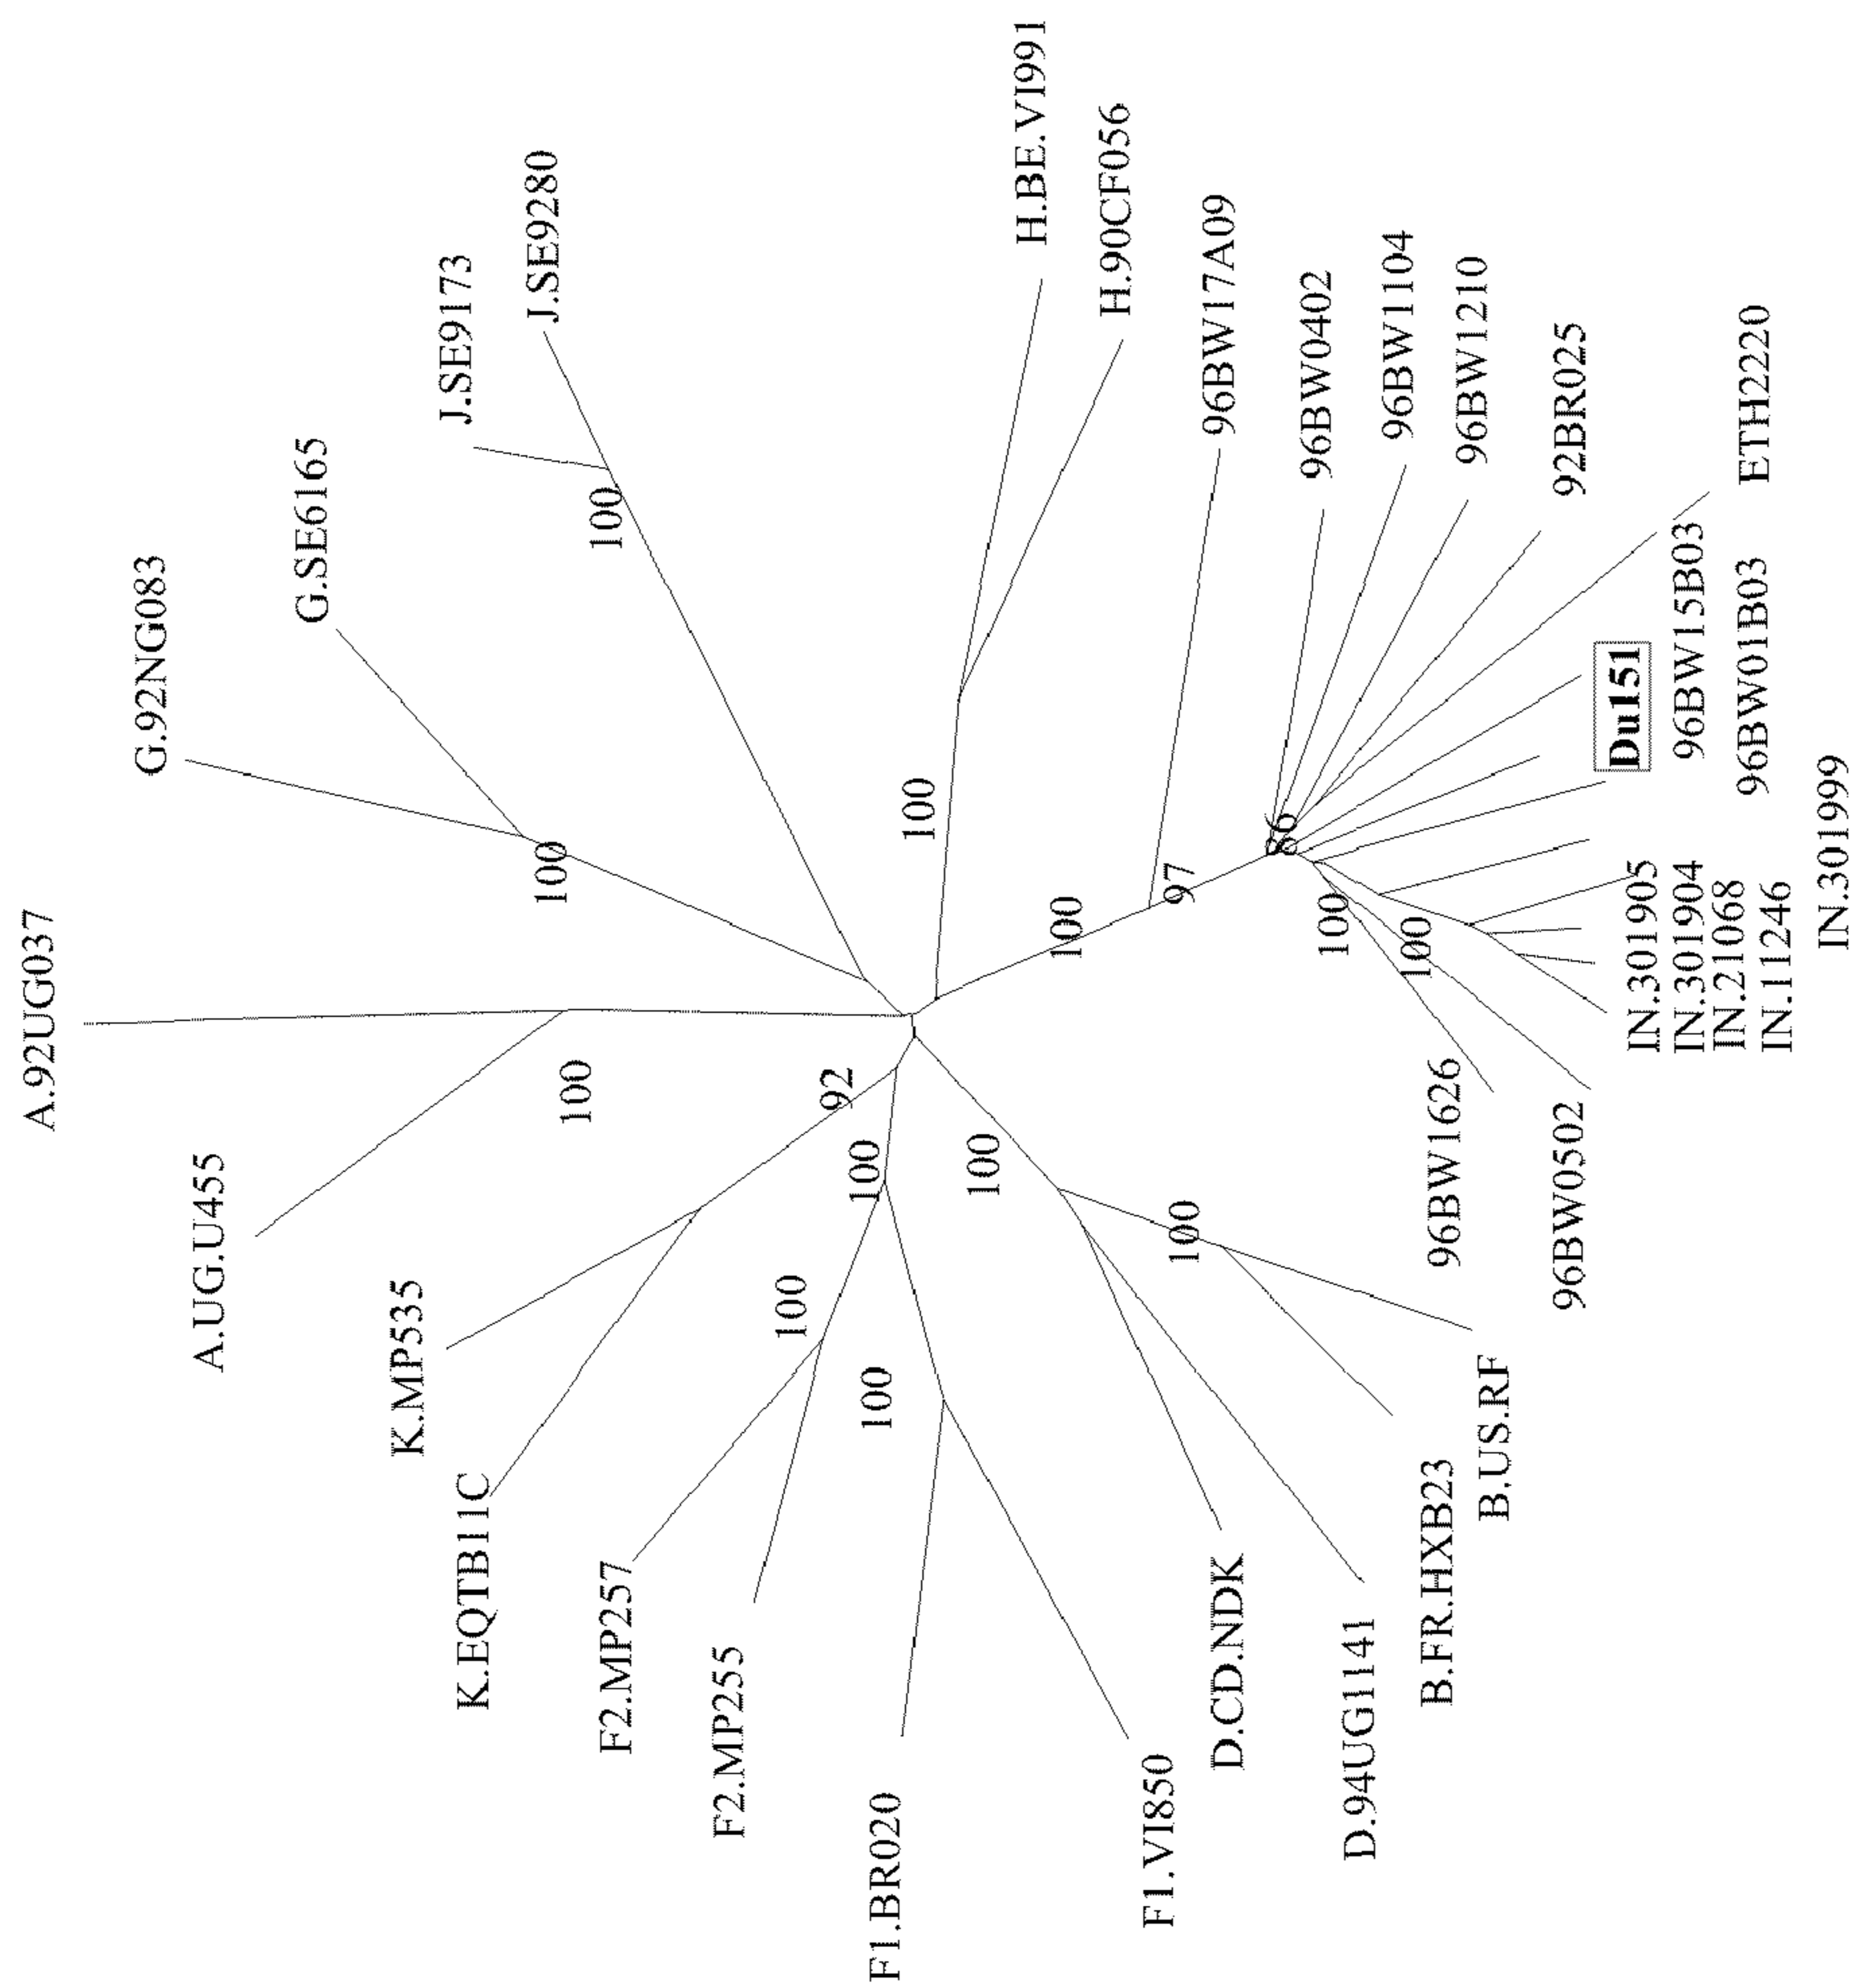 A.92UG037
A.UG.U455
G.92NG083
G.SE6165
J.SE9173
J.SE9280
H.BE.VI991
H.90CF056
96BW17A09
96BW0402
96BW1104
96BW1210
92BR025
ETH2220
Du151
96BW15B03
96BW01B03
IN.301999
IN.301905
IN.301904
IN.21068
IN.11246
96BW1626
96BW0502
B.US.RF
B.FR.HXB23
D.94UG1141
D.CD.NDK
F1.VI850
F1.BR020
F2.MP255
F2.MP257
K.EQTB11C
K.MP535
100
100
100
100
100
97
86
100
100
92
100
100
100
100
100